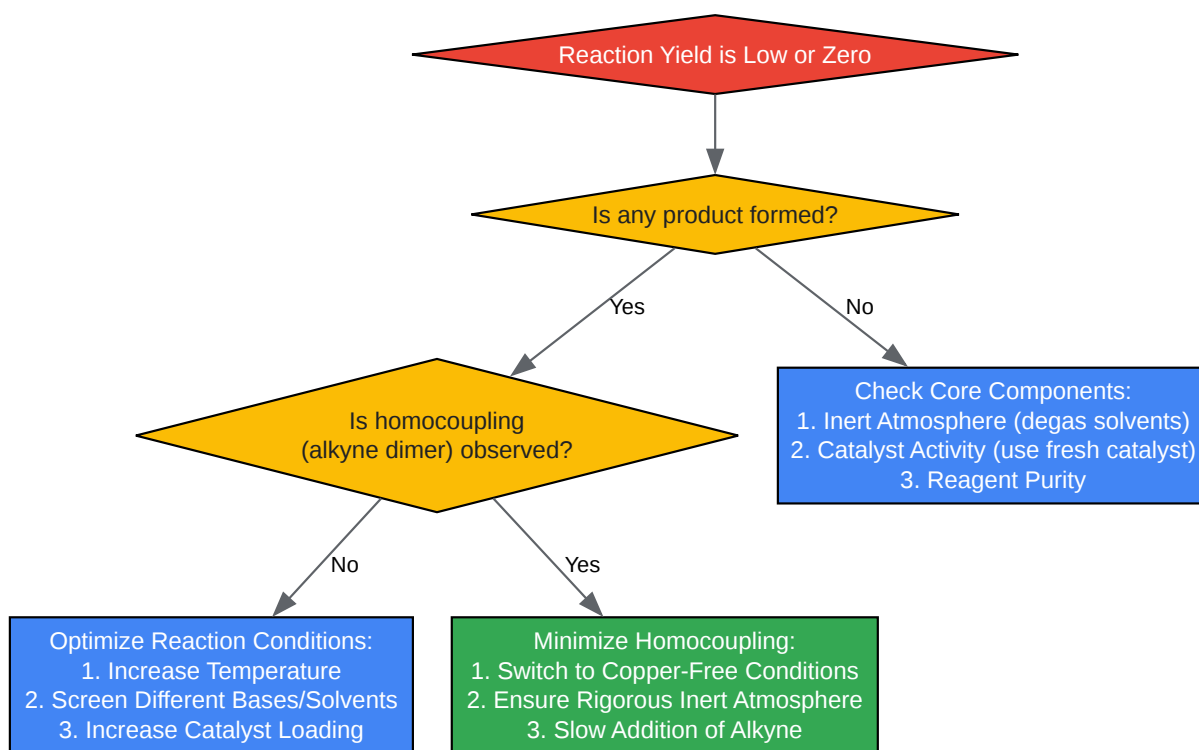 Reaction Yield is Low or Zero
Is any product formed?
Yes
No
Is homocoupling
(alkyne dimer) observed?
Check Core Components:
1. Inert Atmosphere (degas solvents)
2. Catalyst Activity (use fresh catalyst)
3. Reagent Purity
No
Yes
Optimize Reaction Conditions:
1. Increase Temperature
2. Screen Different Bases/Solvents
3. Increase Catalyst Loading
Minimize Homocoupling:
1. Switch to Copper-Free Conditions
2. Ensure Rigorous Inert Atmosphere
3. Slow Addition of Alkyne